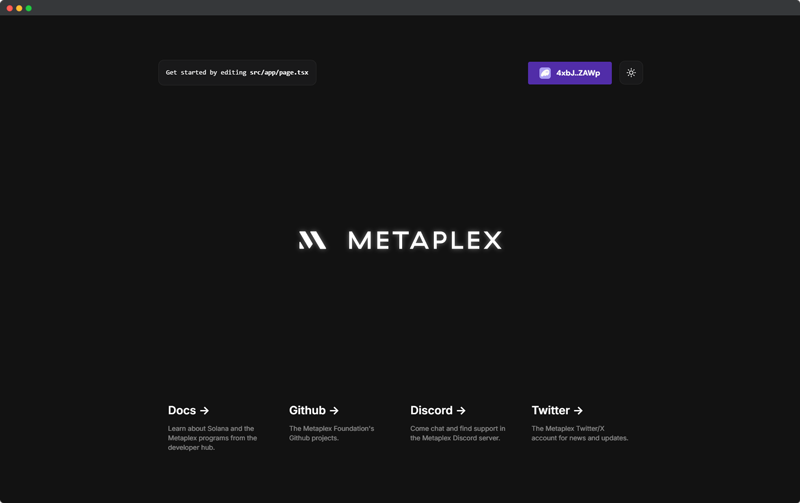 Get started by editing src/app/page.tsx
4xbJ..ZAWp
METAPLEX
Docs →
Learn about Solana and the
Metaplex programs from the
developer hub.
Github →
The Metaplex Foundation's
Github projects.
Discord →
Come chat and find support in
the Metaplex Discord server.
Twitter →
The Metaplex Twitter/X
account for news and updates.